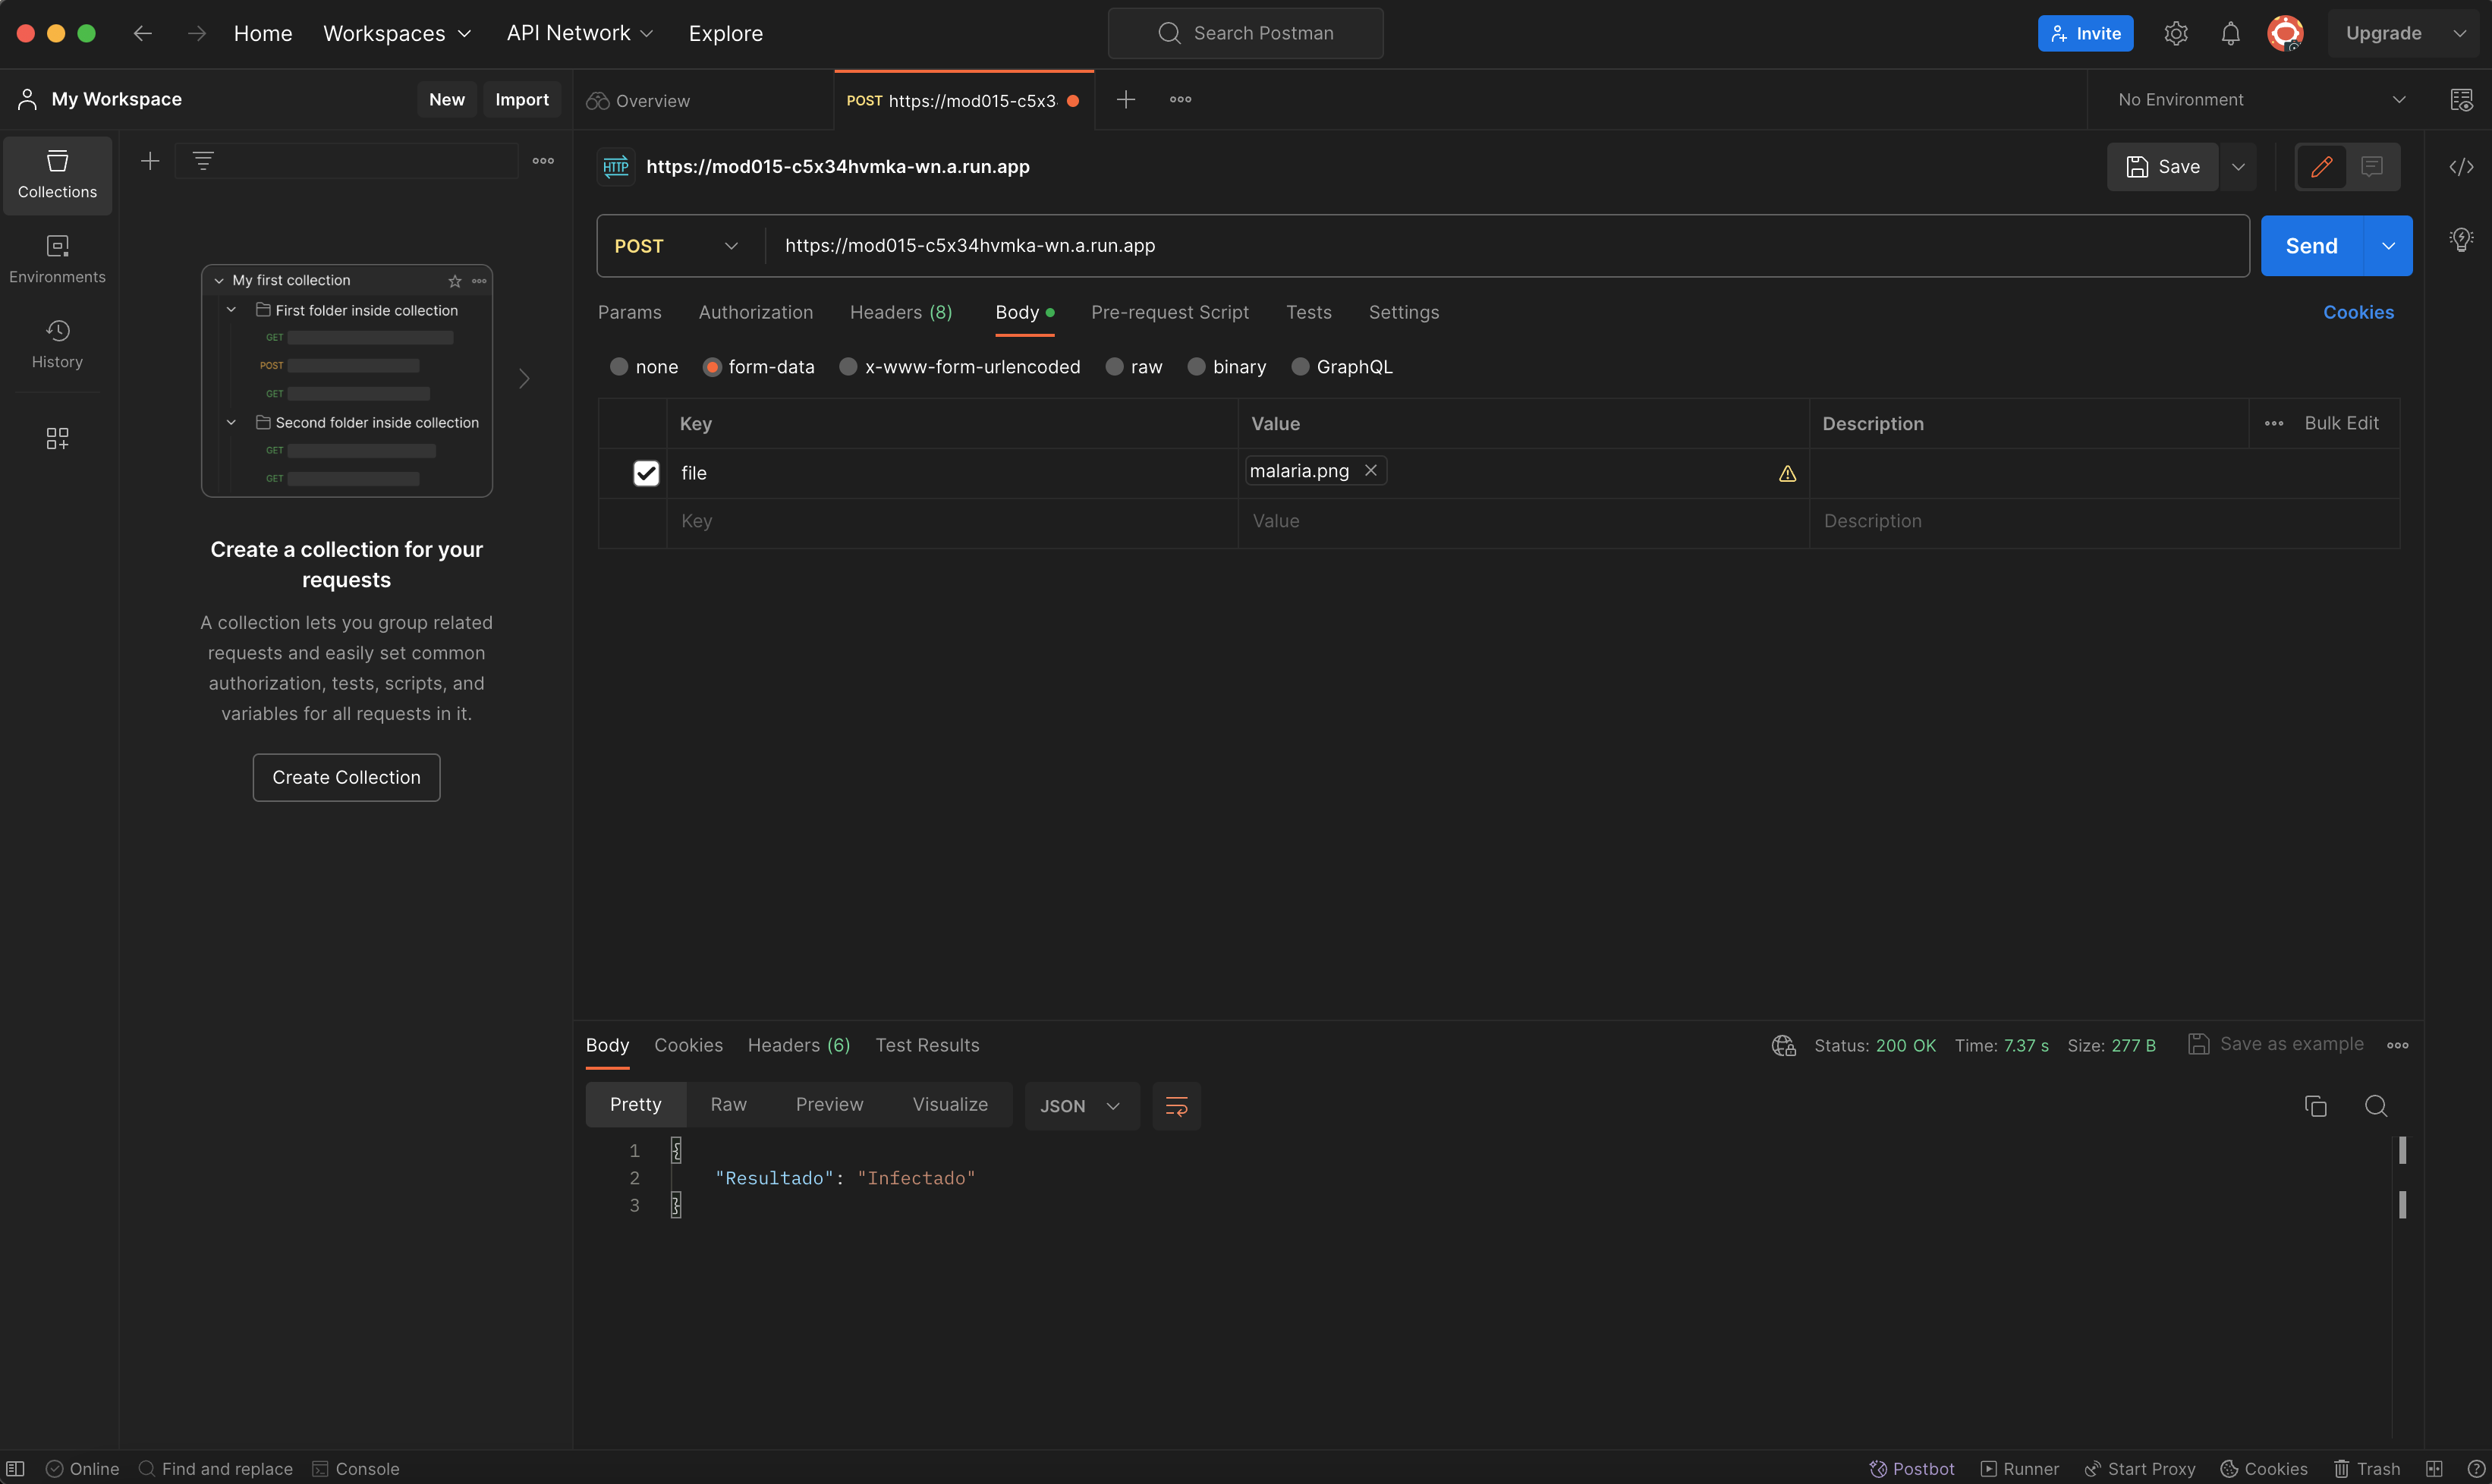 Home Workspaces API Network Explore Search Postman Invite Upgrade
My Workspace New Import Overview POST https://mod015-c5x3 No Environment
Collections
Environments
History
My first collection
First folder inside collection
GET
POST
GET
Second folder inside collection
GET
GET
Create a collection for your
requests
A collection lets you group related
requests and easily set common
authorization, tests, scripts, and
variables for all requests in it.
Create Collection
HTTP https://mod015-c5x34hvmka-wn.a.run.app Save
POST https://mod015-c5x34hvmka-wn.a.run.app Send
Params Authorization Headers (8) Body Pre-request Script Tests Settings Cookies
none form-data x-www-form-urlencoded raw binary GraphQL
Key Value Description Bulk Edit
file malaria.png
Key Value Description
Body Cookies Headers (6) Test Results Status: 200 OK Time: 7.37 s Size: 277 B Save as example
Pretty Raw Preview Visualize JSON
1 {
2 "Resultado": "Infectado"
3 }
Online Find and replace Console Postbot Runner Start Proxy Cookies Trash